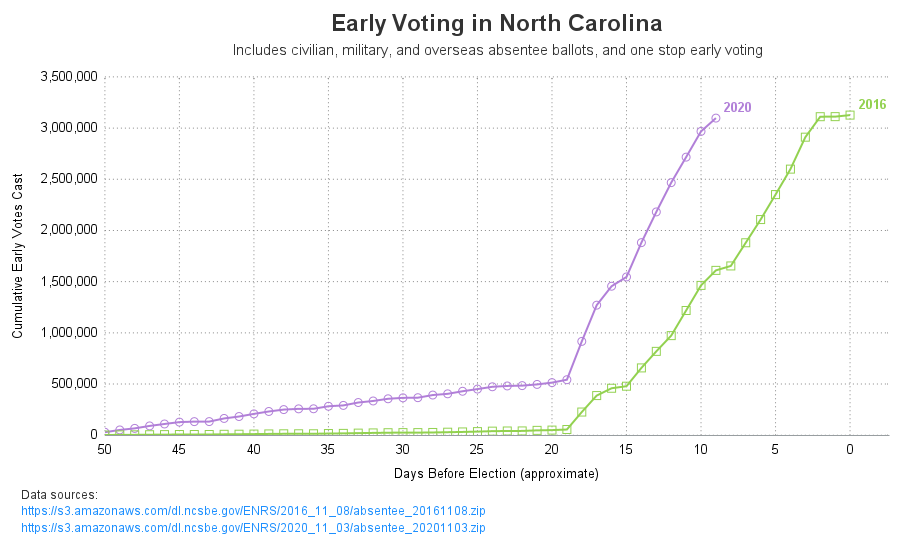 Early Voting in North Carolina
Includes civilian, military, and overseas absentee ballots, and one stop early voting
3,500,000
3,000,000
2,500,000
2,000,000
1,500,000
1,000,000
500,000
0
Cumulative Early Votes Cast
2020
2016
50 45 40 35 30 25 20 15 10 5 0
Days Before Election (approximate)
Data sources:
https://s3.amazonaws.com/dl.ncsbe.gov/ENRS/2016_11_08/absentee_20161108.zip
https://s3.amazonaws.com/dl.ncsbe.gov/ENRS/2020_11_03/absentee_20201103.zip